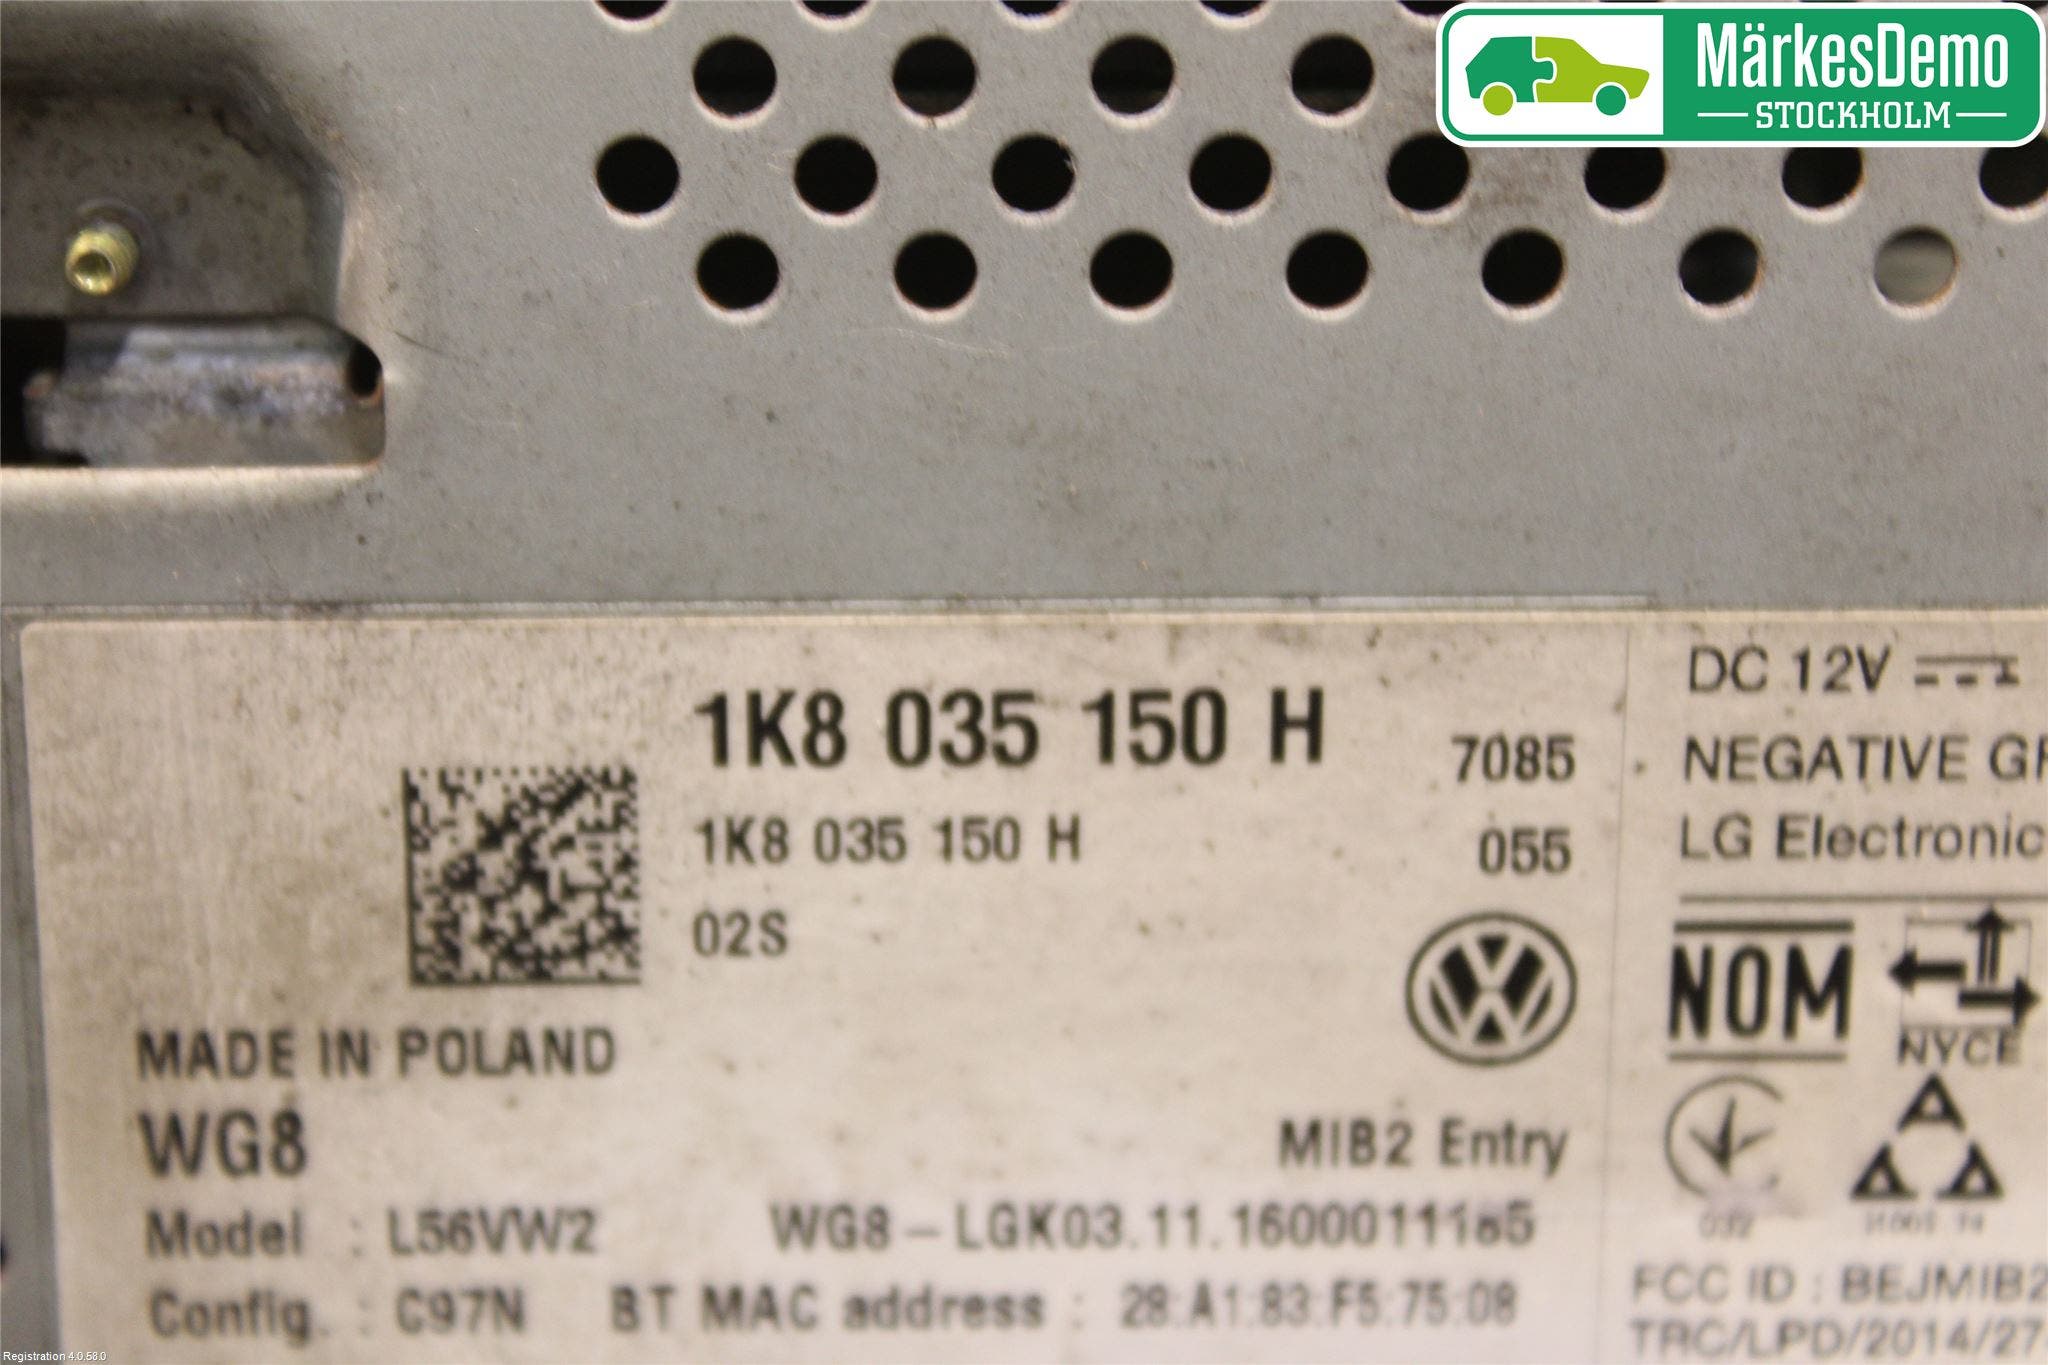 MärkesDemo
STOCKHOLM
1K8 035 150 H
7085
1K8 035 150 H
055
02S
MADE IN POLAND
WG8
MIB2 Entry
Model : L56VW2 WG8-LGK03.11.1600011185
Config. : C97N BT MAC address : 28:A1:83:F5:75:08
DC 12V
NEGATIVE
LG Electronic
NOM
NYCE
FCC ID : BEJMIB2
TRC/LPD/2014/27
Registration 4.0.58.0